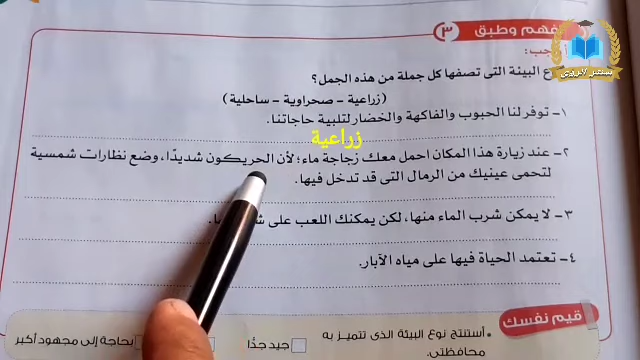 فهم وطبق ٣
جب:
ع البيئة التى تصفها كل جملة من هذه الجمل؟
(زراعية – صحراوية – ساحلية)
١- توفر لنا الحبوب والفاكهة والخضار لتلبية حاجاتنا.
زراعية
٢- عند زيارة هذا المكان احمل معك زجاجة ماء؛ لأن الحر يكون شديدًا، وضع نظارات شمسية
لتحمى عينيك من الرمال التى قد تدخل فيها.
٣- لا يمكن شرب الماء منها، لكن يمكنك اللعب على
٤- تعتمد الحياة فيها على مياه الآبار.
قيم نفسك
• أستنتج نوع البيئة الذى تتميز به
محافظتى.
جيد جدًا
بحاجة إلى مجهود أكبر